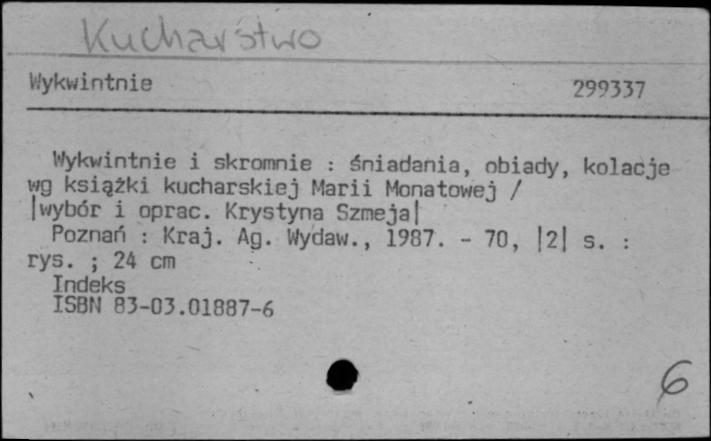 Kucharstwo
Wykwintnie 299337
Wykwintnie i skromnie : śniadania, obiady, kolacje
wg książki kucharskiej Marii Monatowej /
|wybór i oprac. Krystyna Szmeja|
Poznań : Kraj. Ag. Wydaw., 1987. - 70, |2| s. :
rys. ; 24 cm
Indeks
ISBN 83-03.01887-6
6